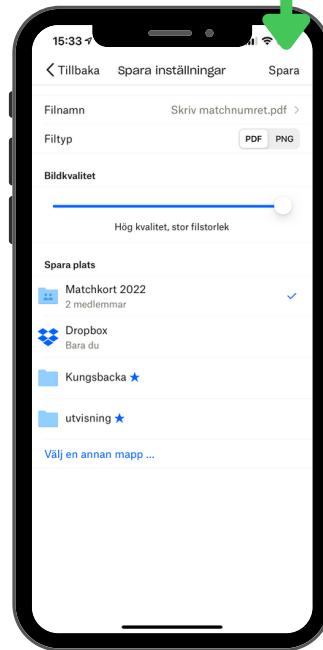 15:33
Tillbaka Spara inställningar Spara
Filnamn Skriv matchnumret.pdf
Filtyp PDF PNG
Bildkvalitet
Hög kvalitet, stor filstorlek
Spara plats
Matchkort 2022
2 medlemmar
Dropbox
Bara du
Kungsbacka
utvisning
Välj en annan mapp ...